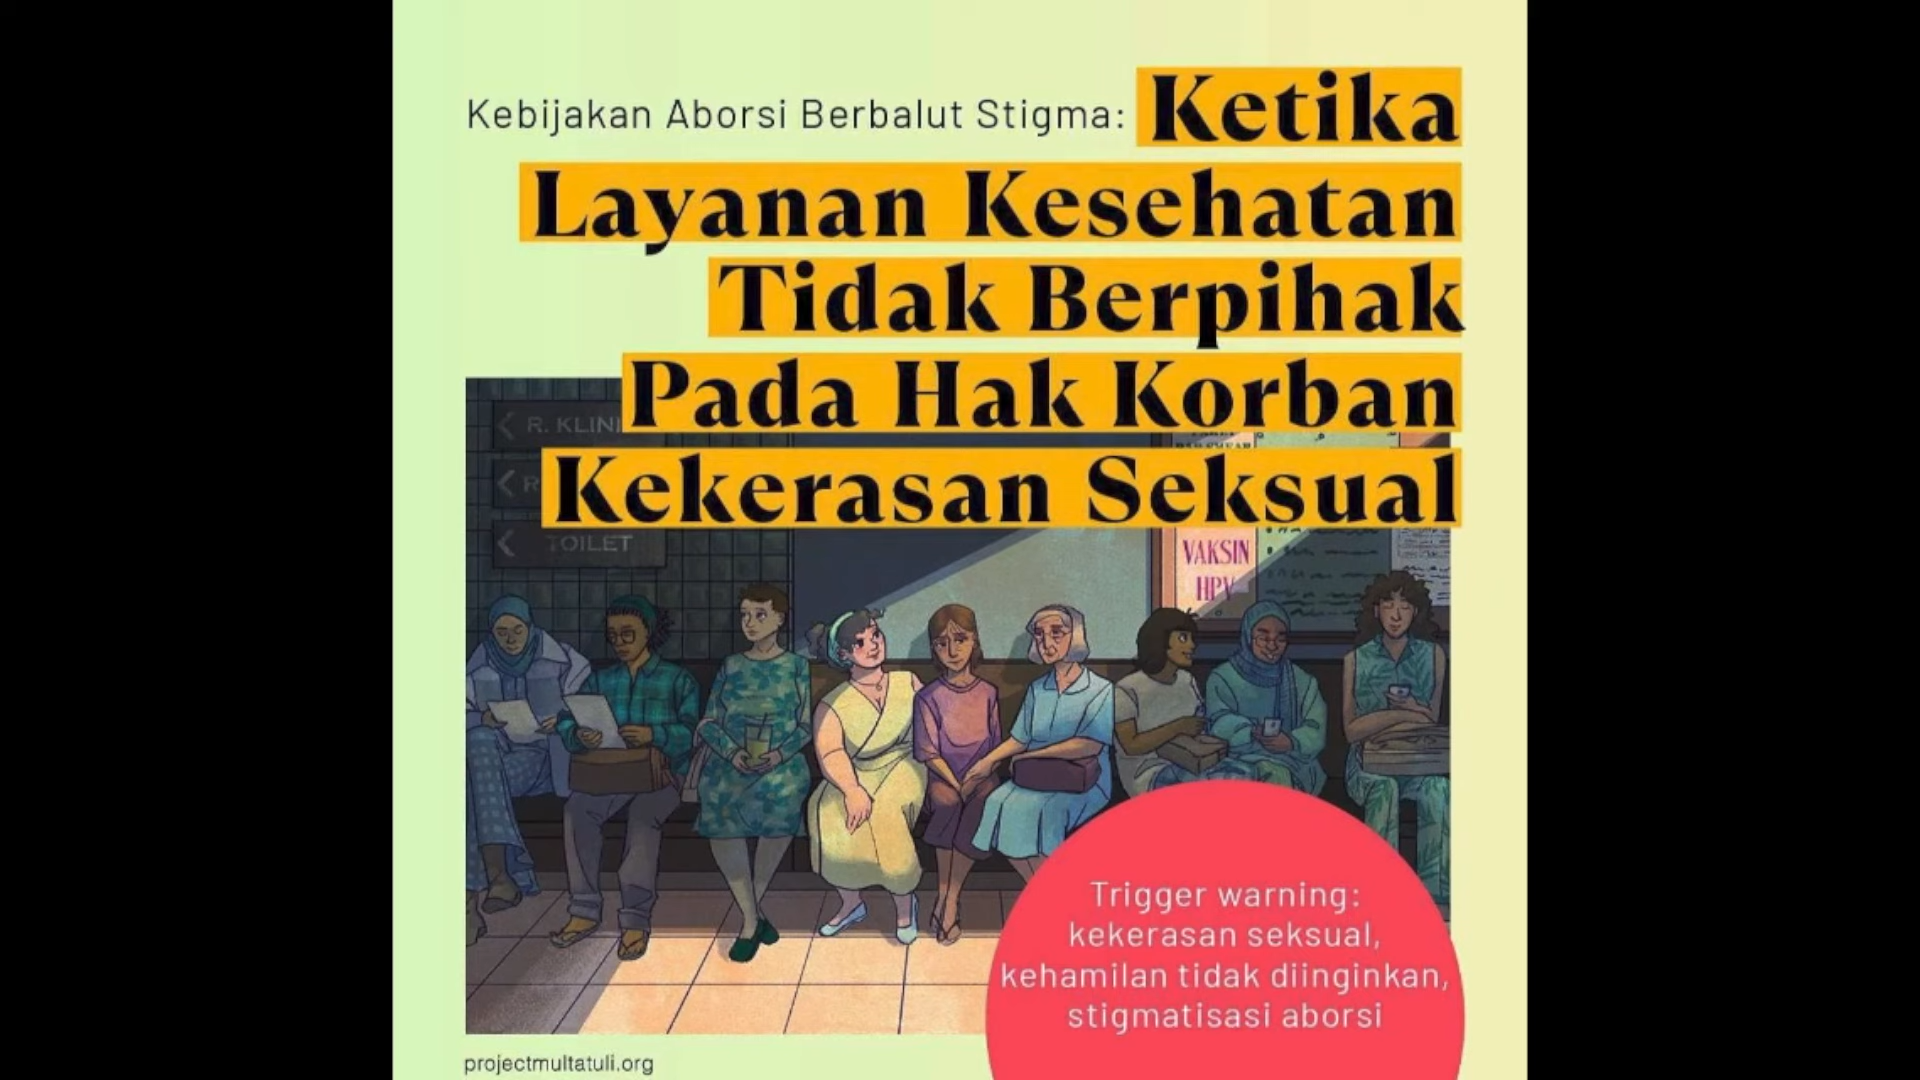 Kebijakan Aborsi Berbalut Stigma: Ketika
Layanan Kesehatan
Tidak Berpihak
Pada Hak Korban
Kekerasan Seksual
R. KLINI
R
TOILET
VAKSIN
HPV
Trigger warning:
kekerasan seksual,
kehamilan tidak diinginkan,
stigmatisasi aborsi
projectmultatuli.org